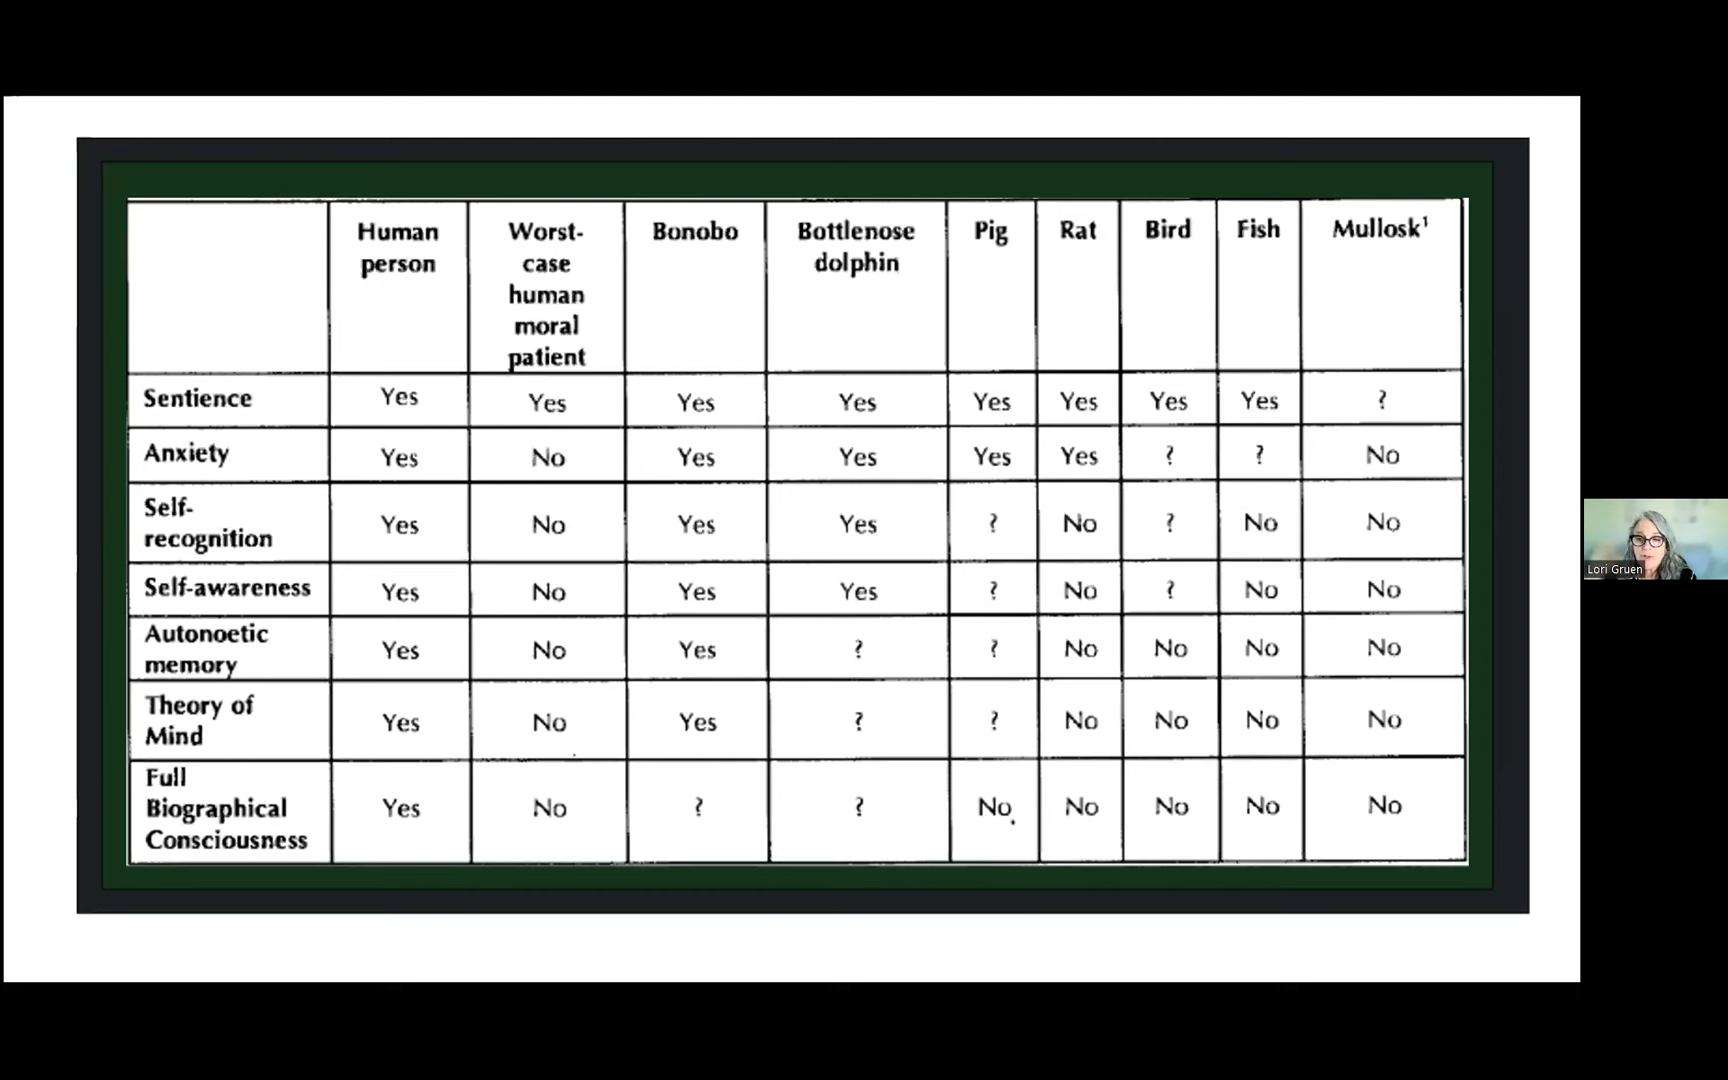 Human person
Worst-case human moral patient
Bonobo
Bottlenose dolphin
Pig
Rat
Bird
Fish
Mullosk¹
Sentience Yes Yes Yes Yes Yes Yes Yes Yes ?
Anxiety Yes No Yes Yes Yes Yes ? ? No
Self-recognition Yes No Yes Yes ? No ? No No
Self-awareness Yes No Yes Yes ? No ? No No
Autonoetic memory Yes No Yes ? ? No No No No
Theory of Mind Yes No Yes ? ? No No No No
Full Biographical Consciousness Yes No ? ? No No No No No
Lori Gruen